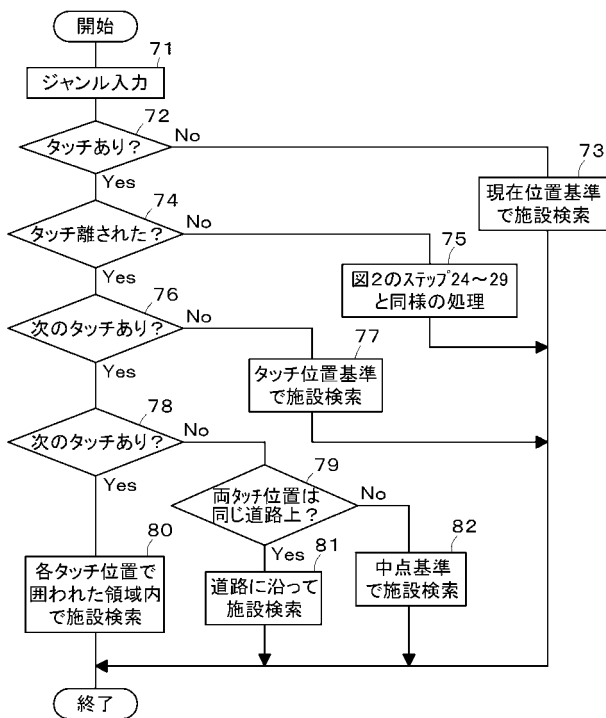 開始
71
ジャンル入力
72
タッチあり？
No
Yes
73
現在位置基準
で施設検索
74
タッチ離された？
No
Yes
75
図２のステップ24～29
と同様の処理
76
次のタッチあり？
No
Yes
77
タッチ位置基準
で施設検索
78
次のタッチあり？
No
Yes
79
両タッチ位置は
同じ道路上？
No
Yes
80
各タッチ位置で
囲われた領域内
で施設検索
81
道路に沿って
施設検索
82
中点基準
で施設検索
終了